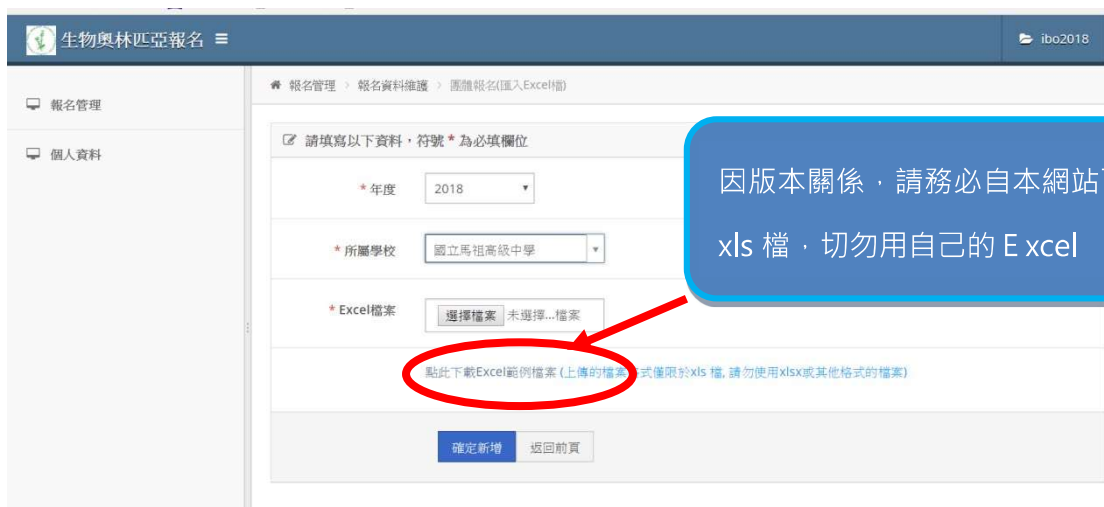 生物奧林匹亞報名
ibo2018
報名管理
個人資料
報名管理 > 報名資料維護 > 團體報名(匯入Excel檔)
請填寫以下資料，符號 * 為必填欄位
* 年度 2018
* 所屬學校 國立馬祖高級中學
* Excel檔案 選擇檔案 未選擇...檔案
點此下載Excel範例檔案 (上傳的檔案格式僅限於xls 檔, 請勿使用xlsx或其他格式的檔案)
確定新增 返回前頁
因版本關係，請務必自本網站
xls 檔，切勿用自己的 E xcel